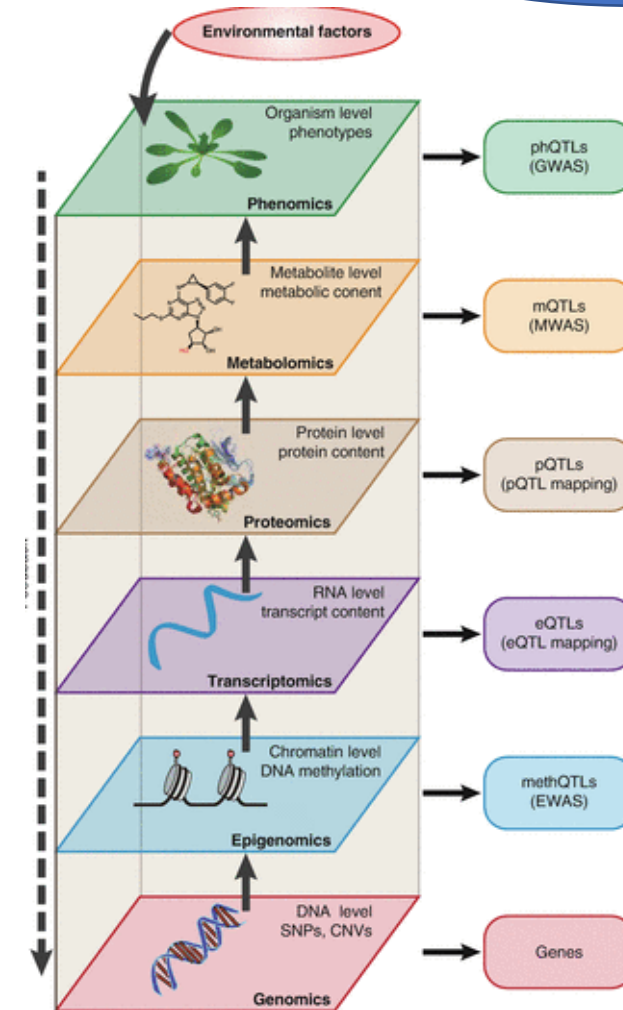 Environmental factors
Organism level
phenotypes
Phenomics
phQTLs
(GWAS)
Metabolite level
metabolic conent
Metabolomics
mQTLs
(MWAS)
Protein level
protein content
Proteomics
pQTLs
(pQTL mapping)
RNA level
transcript content
Transcriptomics
eQTLs
(eQTL mapping)
Chromatin level
DNA methylation
Epigenomics
methQTLs
(EWAS)
DNA level
SNPs, CNVs
Genomics
Genes